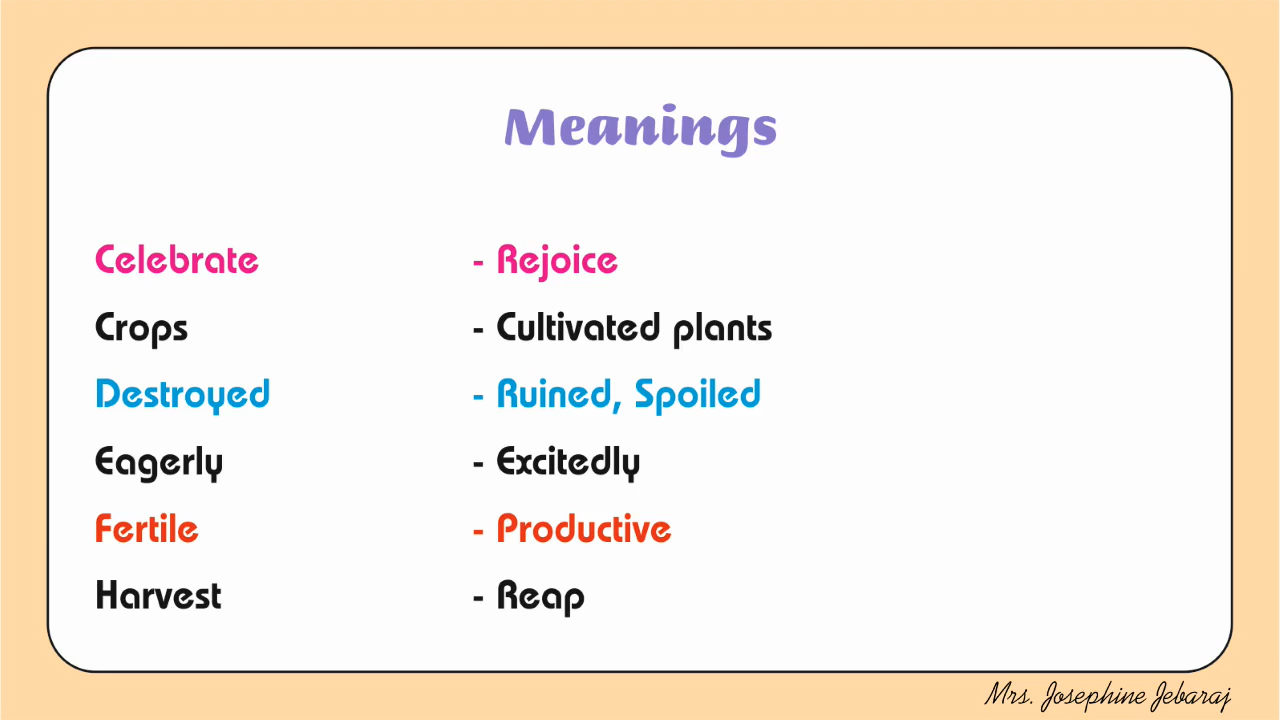 Meanings
Celebrate - Rejoice
Crops - Cultivated plants
Destroyed - Ruined, Spoiled
Eagerly - Excitedly
Fertile - Productive
Harvest - Reap
Mrs. Josephine Jebaraj